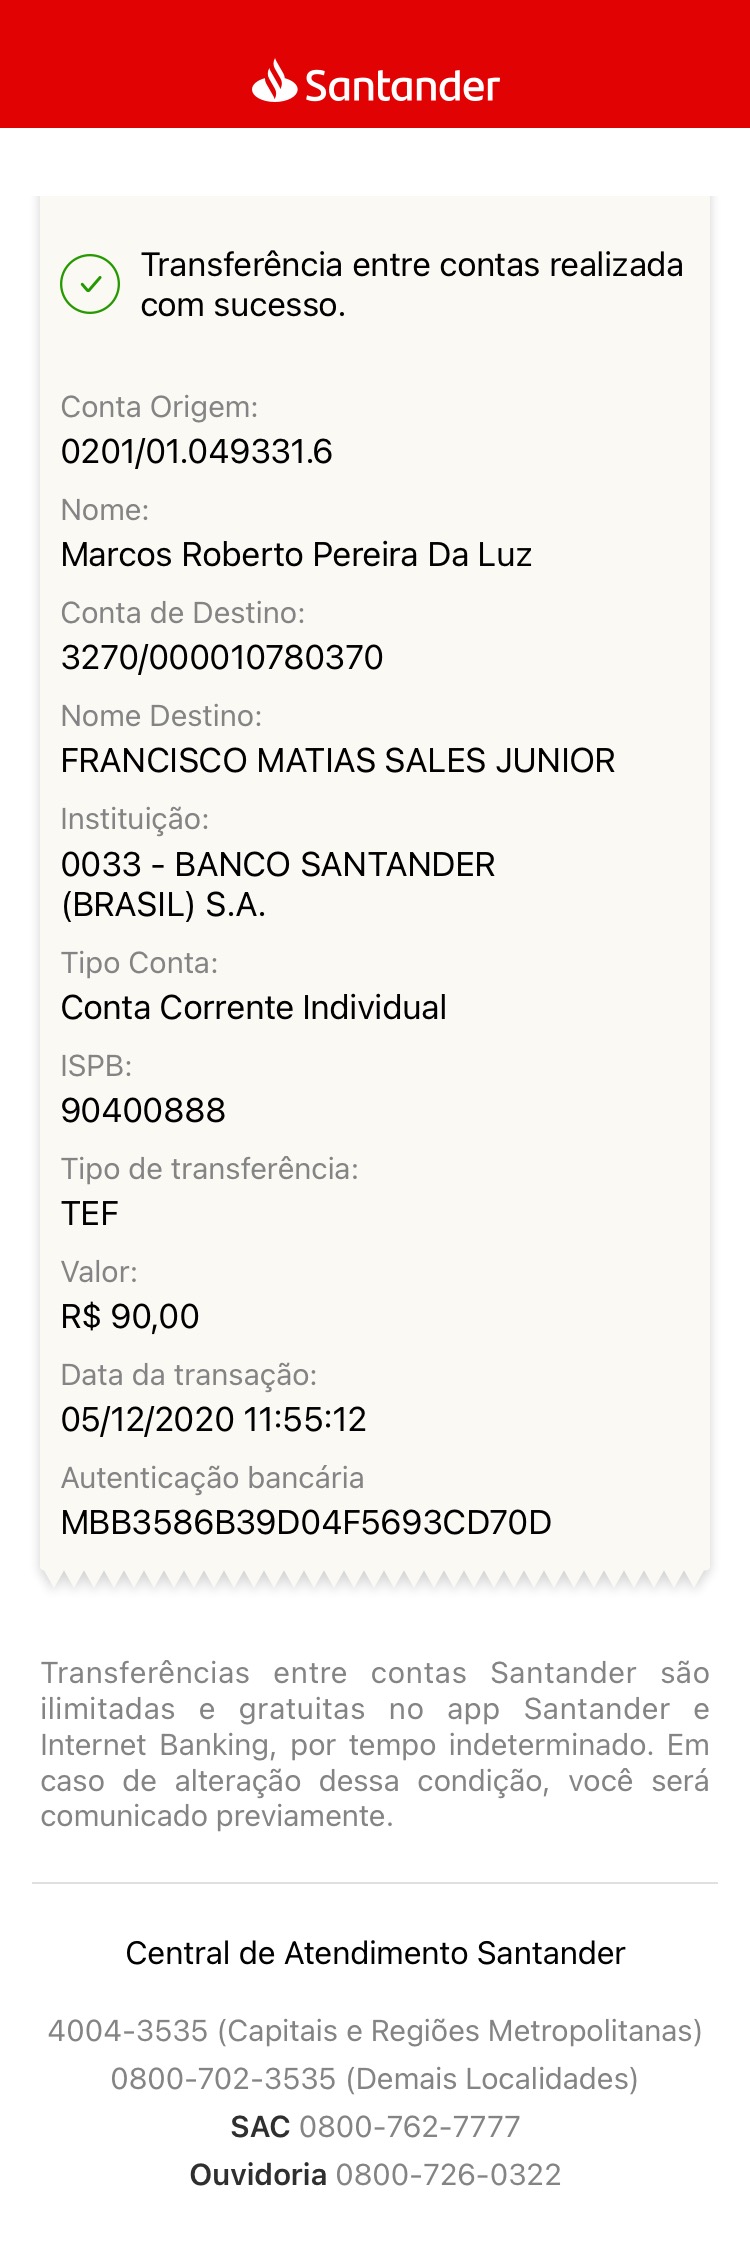 Santander
Transferência entre contas realizada
com sucesso.
Conta Origem:
0201/01.049331.6
Nome:
Marcos Roberto Pereira Da Luz
Conta de Destino:
3270/000010780370
Nome Destino:
FRANCISCO MATIAS SALES JUNIOR
Instituição:
0033 - BANCO SANTANDER
(BRASIL) S.A.
Tipo Conta:
Conta Corrente Individual
ISPB:
90400888
Tipo de transferência:
TEF
Valor:
R$ 90,00
Data da transação:
05/12/2020 11:55:12
Autenticação bancária
MBB3586B39D04F5693CD70D
Transferências entre contas Santander são
ilimitadas e gratuitas no app Santander e
Internet Banking, por tempo indeterminado. Em
caso de alteração dessa condição, você será
comunicado previamente.
Central de Atendimento Santander
4004-3535 (Capitais e Regiões Metropolitanas)
0800-702-3535 (Demais Localidades)
SAC 0800-762-7777
Ouvidoria 0800-726-0322